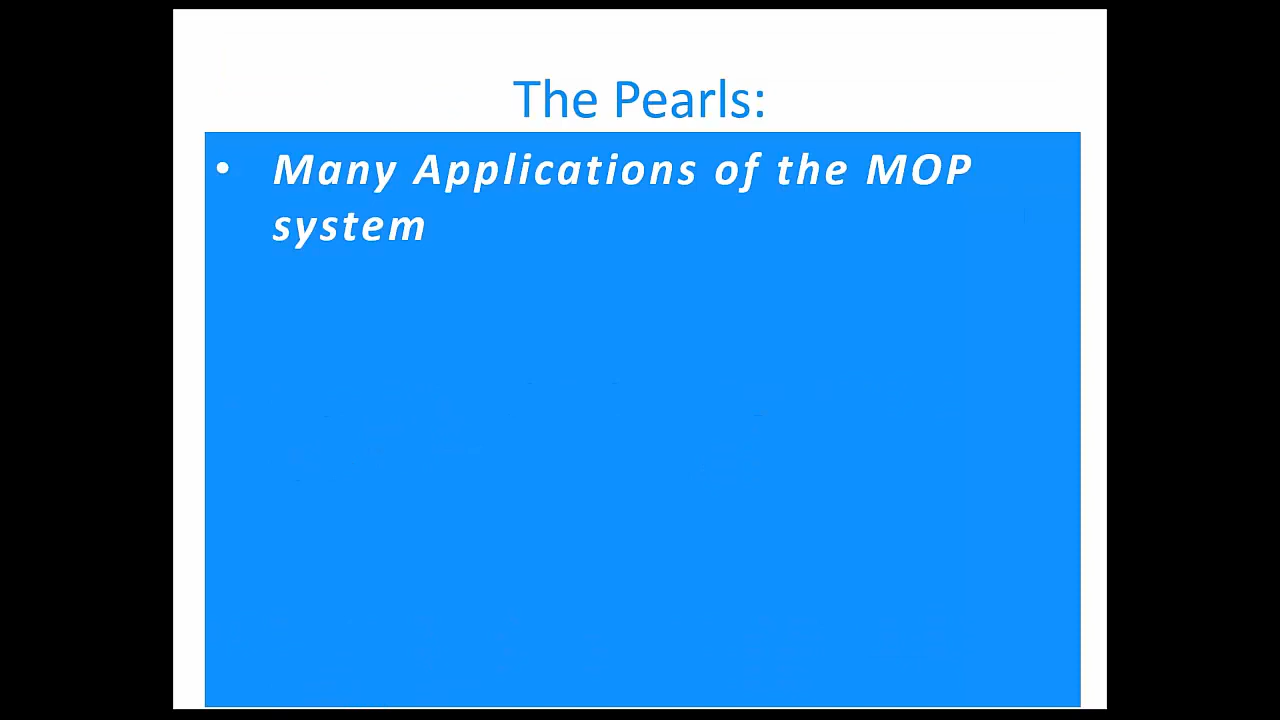 The Pearls:
• Many Applications of the MOP
system